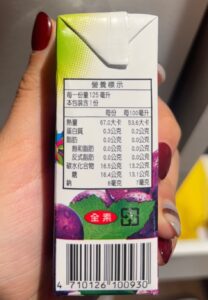 營養標示
每一份量125毫升
本包裝含1份
每份 每100毫升
熱量 67.0大卡 53.6大卡
蛋白質 0.3公克 0.2公克
脂肪 0.0公克 0.0公克
飽和脂肪 0.0公克 0.0公克
反式脂肪 0.0公克 0.0公克
碳水化合物 16.5公克 13.2公克
糖 16.4公克 13.1公克
鈉 9毫克 7毫克
全素
4 710126 100930